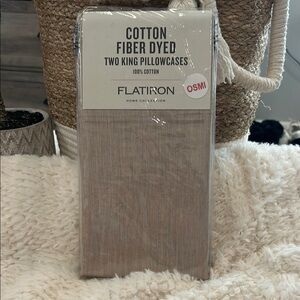 COTTON
FIBER DYED
TWO KING PILLOWCASES
100% COTTON
FLATIRON
HOME COLLECTION
OSMI